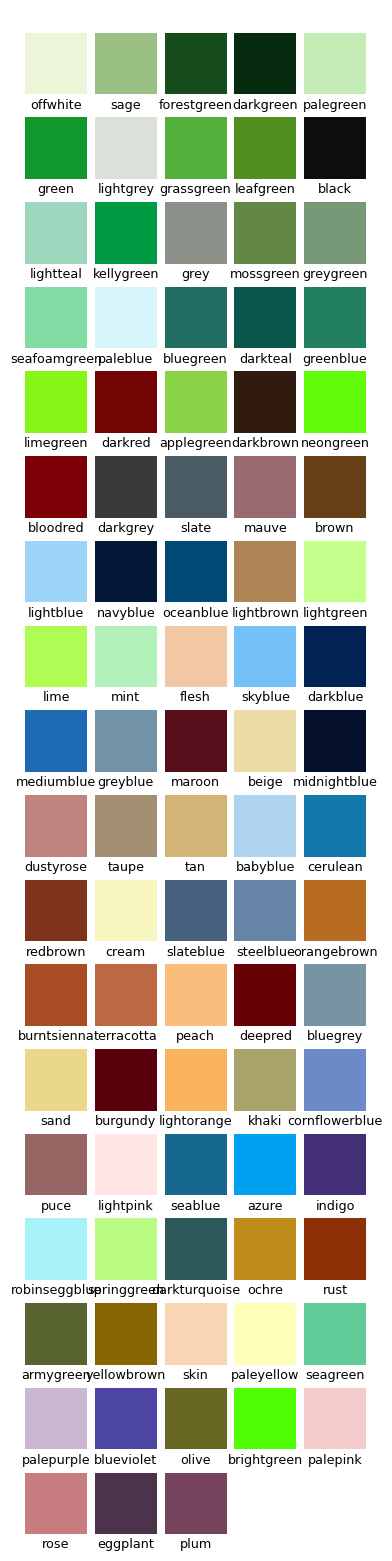 offwhite sage forestgreen darkgreen palegreen
green lightgrey grassgreen leafgreen black
lightteal kellygreen grey mossgreen greygreen
seafoamgreen paleblue bluegreen darkteal greenblue
limegreen darkred applegreen darkbrown neongreen
bloodred darkgrey slate mauve brown
lightblue navyblue oceanblue lightbrown lightgreen
lime mint flesh skyblue darkblue
mediumblue greyblue maroon beige midnightblue
dustyrose taupe tan babyblue cerulean
redbrown cream slateblue steelblue orangebrown
burntsienna terracotta peach deepred bluegrey
sand burgundy lightorange khaki cornflowerblue
puce lightpink seablue azure indigo
robinseggblue springgreen darkturquoise ochre rust
armygreen yellowbrown skin paleyellow seagreen
palepurple blueviolet olive brightgreen palepink
rose eggplant plum